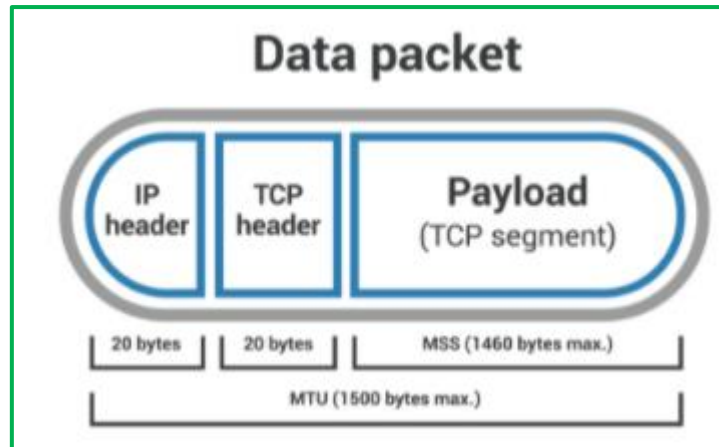 Data packet
IP
header
TCP
header
Payload
(TCP segment)
20 bytes
20 bytes
MSS (1460 bytes max.)
MTU (1500 bytes max.)